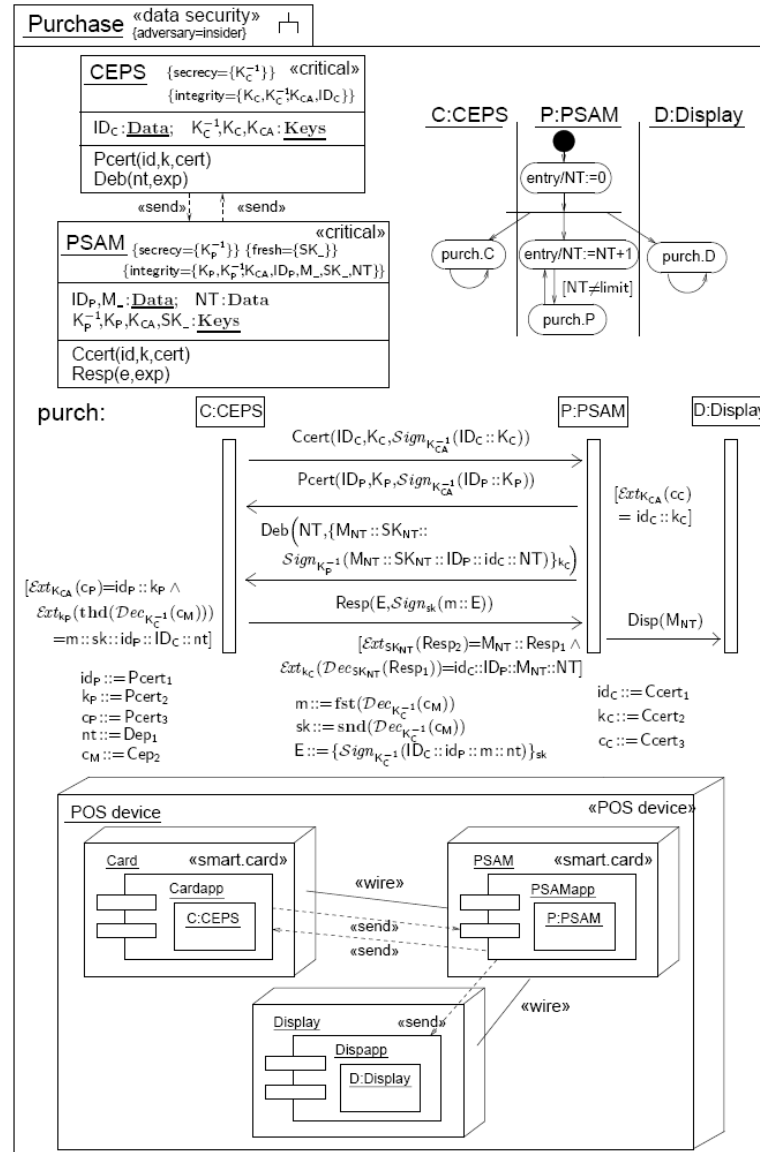 Purchase «data security»
{adversary=insider}
CEPS {secrecy={K_C^{-1}}} «critical»
{integrity={K_C,K_C^{-1},K_CA,ID_C}}
ID_C:Data; K_C^{-1},K_C,K_CA:Keys
Pcert(id,k,cert)
Deb(nt,exp)
«send» «send»
PSAM «critical»
{secrecy={K_P^{-1}}} {fresh={SK_}}
{integrity={K_P,K_P^{-1},K_CA,ID_P,M_,SK_,NT}}
ID_P,M_:Data; NT:Data
K_P^{-1},K_P,K_CA,SK_:Keys
Ccert(id,k,cert)
Resp(e,exp)
C:CEPS P:PSAM D:Display
entry/NT:=0
purch.C entry/NT:=NT+1 purch.D
[NT≠limit]
purch.P
purch: C:CEPS P:PSAM D:Display
Ccert(ID_C,K_C,Sign_{K_CA^{-1}}(ID_C::K_C))
Pcert(ID_P,K_P,Sign_{K_CA^{-1}}(ID_P::K_P))
[Ext_{K_CA}(c_C)
=id_C::k_C]
Deb(NT,{M_NT::SK_NT::
Sign_{K_P^{-1}}(M_NT::SK_NT::ID_P::id_C::NT)}_{k_C})
[Ext_{K_CA}(c_P)=id_P::k_P ∧
Ext_{k_P}(thd(Dec_{K_C^{-1}}(c_M)))
=m::sk::id_P::ID_C::nt]
Resp(E,Sign_{sk}(m::E))
Disp(M_NT)
[Ext_{SK_NT}(Resp_2)=M_NT::Resp_1 ∧
Ext_{k_C}(Dec_{SK_NT}(Resp_1))=id_C::ID_P::M_NT::NT]
id_P::=Pcert_1
k_P::=Pcert_2
c_P::=Pcert_3
nt::=Dep_1
c_M::=Cep_2
m::=fst(Dec_{K_C^{-1}}(c_M))
sk::=snd(Dec_{K_C^{-1}}(c_M))
E::={Sign_{K_C^{-1}}(ID_C::id_P::m::nt)}_{sk}
id_C::=Ccert_1
k_C::=Ccert_2
c_C::=Ccert_3
POS device «POS device»
Card «smart.card»
Cardapp
C:CEPS
«wire»
«send»
«send»
PSAM «smart.card»
PSAMapp
P:PSAM
«wire»
Display «send»
Dispapp
D:Display